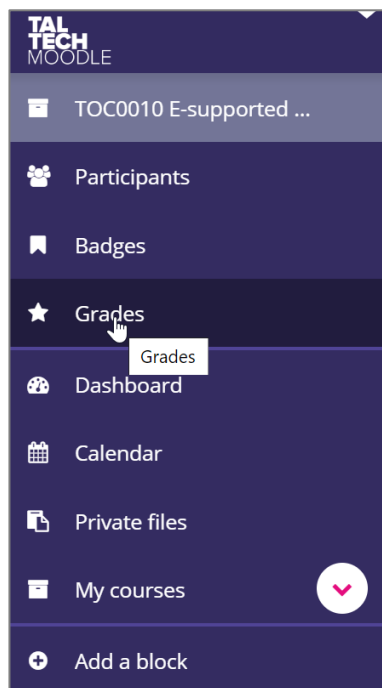 TAL
TECH
MOODLE
TOC0010 E-supported ...
Participants
Badges
Grades
Grades
Dashboard
Calendar
Private files
My courses
Add a block